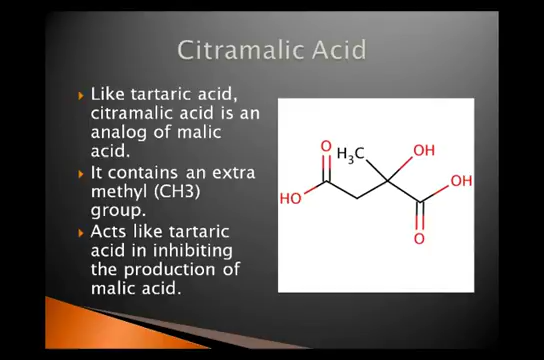 Citramalic Acid
Like tartaric acid,
citramalic acid is an
analog of malic
acid.
It contains an extra
methyl (CH3)
group.
Acts like tartaric
acid in inhibiting
the production of
malic acid.
O
H₃C
OH
HO
OH
O